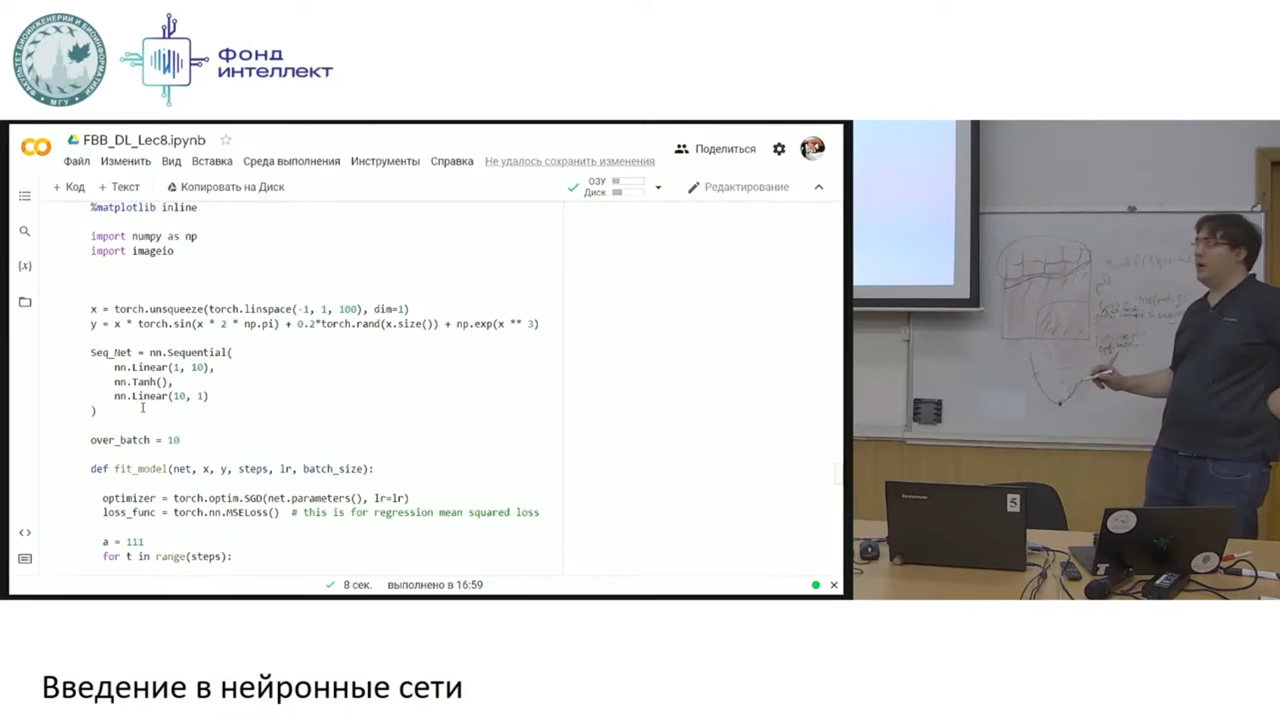 ФАКУЛЬТЕТ БИОИНЖЕНЕРИИ И БИОИНФОРМАТИКИ
МГУ
ФОНД
ИНТЕЛЛЕКТ
FBB_DL_Lec8.ipynb
Файл Изменить Вид Вставка Среда выполнения Инструменты Справка Не удалось сохранить изменения
Поделиться
+ Код + Текст Копировать на Диск
ОЗУ
Диск
Редактирование
%matplotlib inline
import numpy as np
import imageio
x = torch.unsqueeze(torch.linspace(-1, 1, 100), dim=1)
y = x * torch.sin(x * 2 * np.pi) + 0.2*torch.rand(x.size()) + np.exp(x ** 3)
Seq_Net = nn.Sequential(
nn.Linear(1, 10),
nn.Tanh(),
nn.Linear(10, 1)
)
over_batch = 10
def fit_model(net, x, y, steps, lr, batch_size):
optimizer = torch.optim.SGD(net.parameters(), lr=lr)
loss_func = torch.nn.MSELoss() # this is for regression mean squared loss
a = 111
for t in range(steps):
8 сек. выполнено в 16:59
5
Введение в нейронные сети